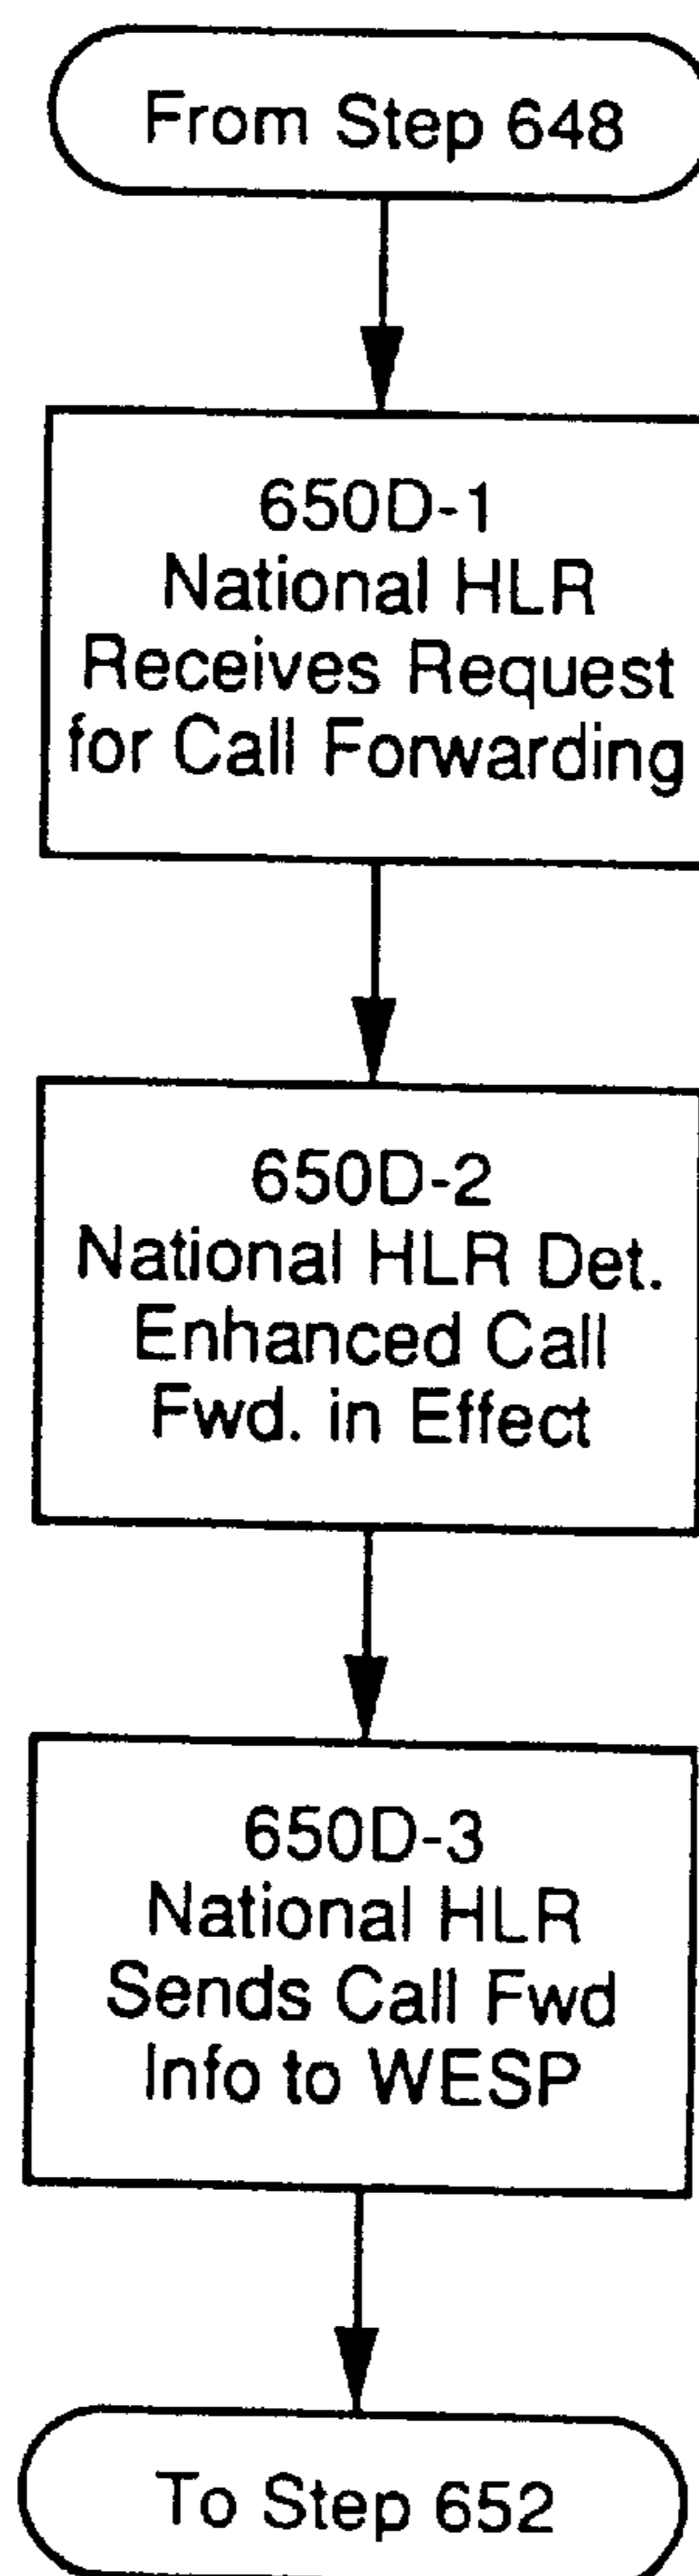 From Step 648
650D-1
National HLR
Receives Request
for Call Forwarding
650D-2
National HLR Det.
Enhanced Call
Fwd. in Effect
650D-3
National HLR
Sends Call Fwd
Info to WESP
To Step 652